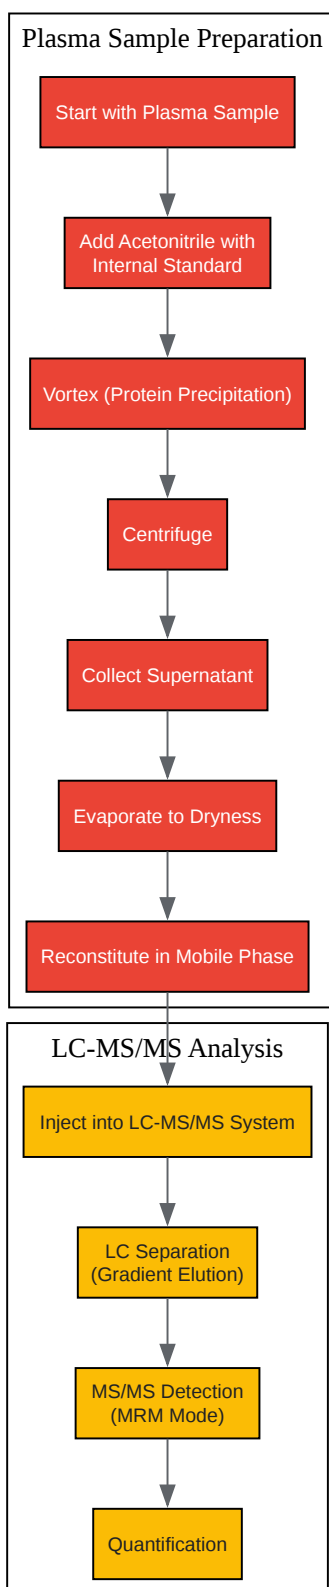 Plasma Sample Preparation
Start with Plasma Sample
Add Acetonitrile with
Internal Standard
Vortex (Protein Precipitation)
Centrifuge
Collect Supernatant
Evaporate to Dryness
Reconstitute in Mobile Phase
LC-MS/MS Analysis
Inject into LC-MS/MS System
LC Separation
(Gradient Elution)
MS/MS Detection
(MRM Mode)
Quantification